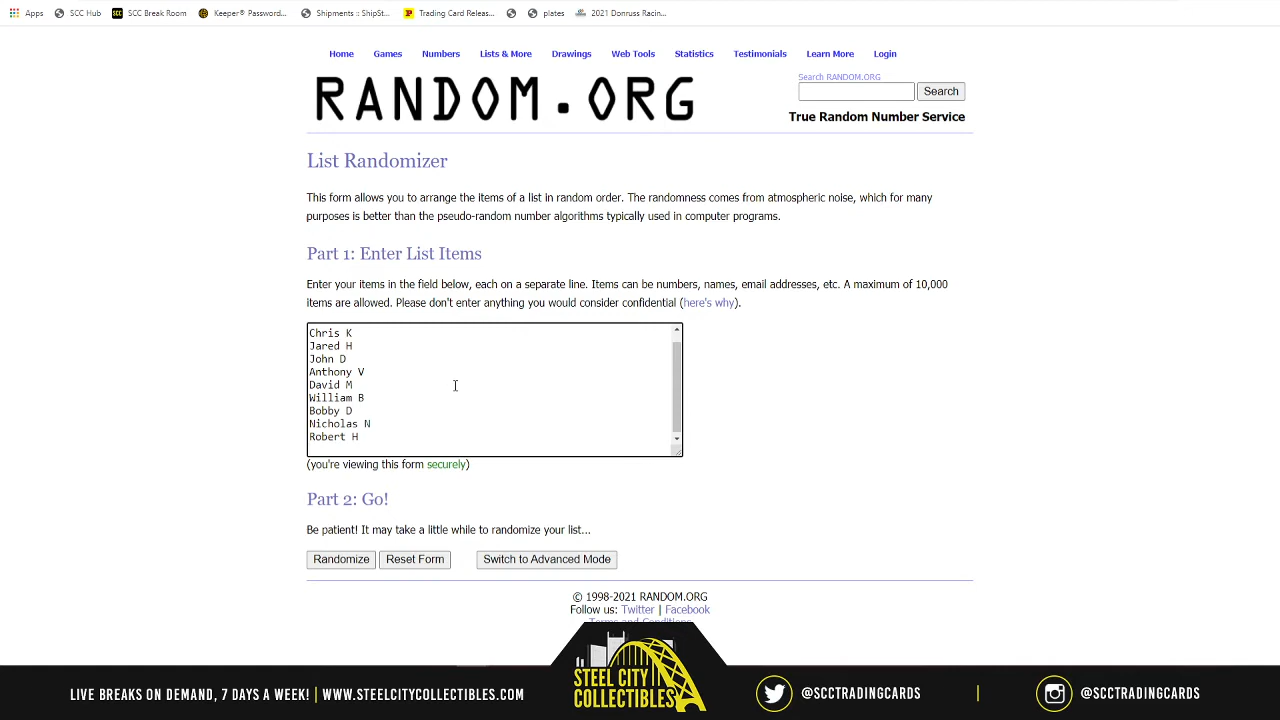 Apps SCC Hub SCC Break Room Keeper® Password... Shipments :: ShipSt... Trading Card Releas... plates 2021 Donruss Racin...
Home Games Numbers Lists & More Drawings Web Tools Statistics Testimonials Learn More Login
RANDOM.ORG
Search RANDOM.ORG
Search
True Random Number Service
List Randomizer
This form allows you to arrange the items of a list in random order. The randomness comes from atmospheric noise, which for many
purposes is better than the pseudo-random number algorithms typically used in computer programs.
Part 1: Enter List Items
Enter your items in the field below, each on a separate line. Items can be numbers, names, email addresses, etc. A maximum of 10,000
items are allowed. Please don't enter anything you would consider confidential (here's why).
Chris K
Jared H
John D
Anthony V
David M
William B
Bobby D
Nicholas N
Robert H
(you're viewing this form securely)
Part 2: Go!
Be patient! It may take a little while to randomize your list...
Randomize Reset Form Switch to Advanced Mode
© 1998-2021 RANDOM.ORG
Follow us: Twitter | Facebook
Terms and Conditions
LIVE BREAKS ON DEMAND, 7 DAYS A WEEK! | WWW.STEELCITYCOLLECTIBLES.COM
STEEL CITY
COLLECTIBLES
@SCCTRADINGCARDS | @SCCTRADINGCARDS